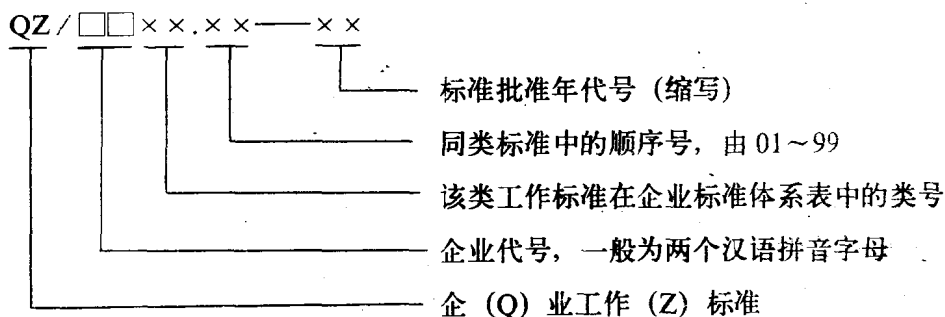 QZ/□□××.××——××
标准批准年代号（缩写）
同类标准中的顺序号，由01～99
该类工作标准在企业标准体系表中的类号
企业代号，一般为两个汉语拼音字母
企（Q）业工作（Z）标准